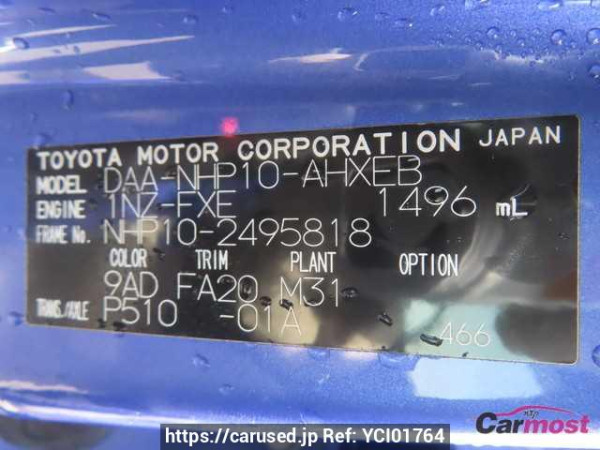 TOYOTA MOTOR CORPORATION JAPAN
MODEL DAA-NHP10-AHXEB
ENGINE 1NZ-FXE 1496 mL
FRAME No. NHP10-2495818
COLOR TRIM PLANT OPTION
9AD FA20 M31
TRANS./AXLE P510 -01A
466
Carmost
https://carused.jp Ref: YCI01764